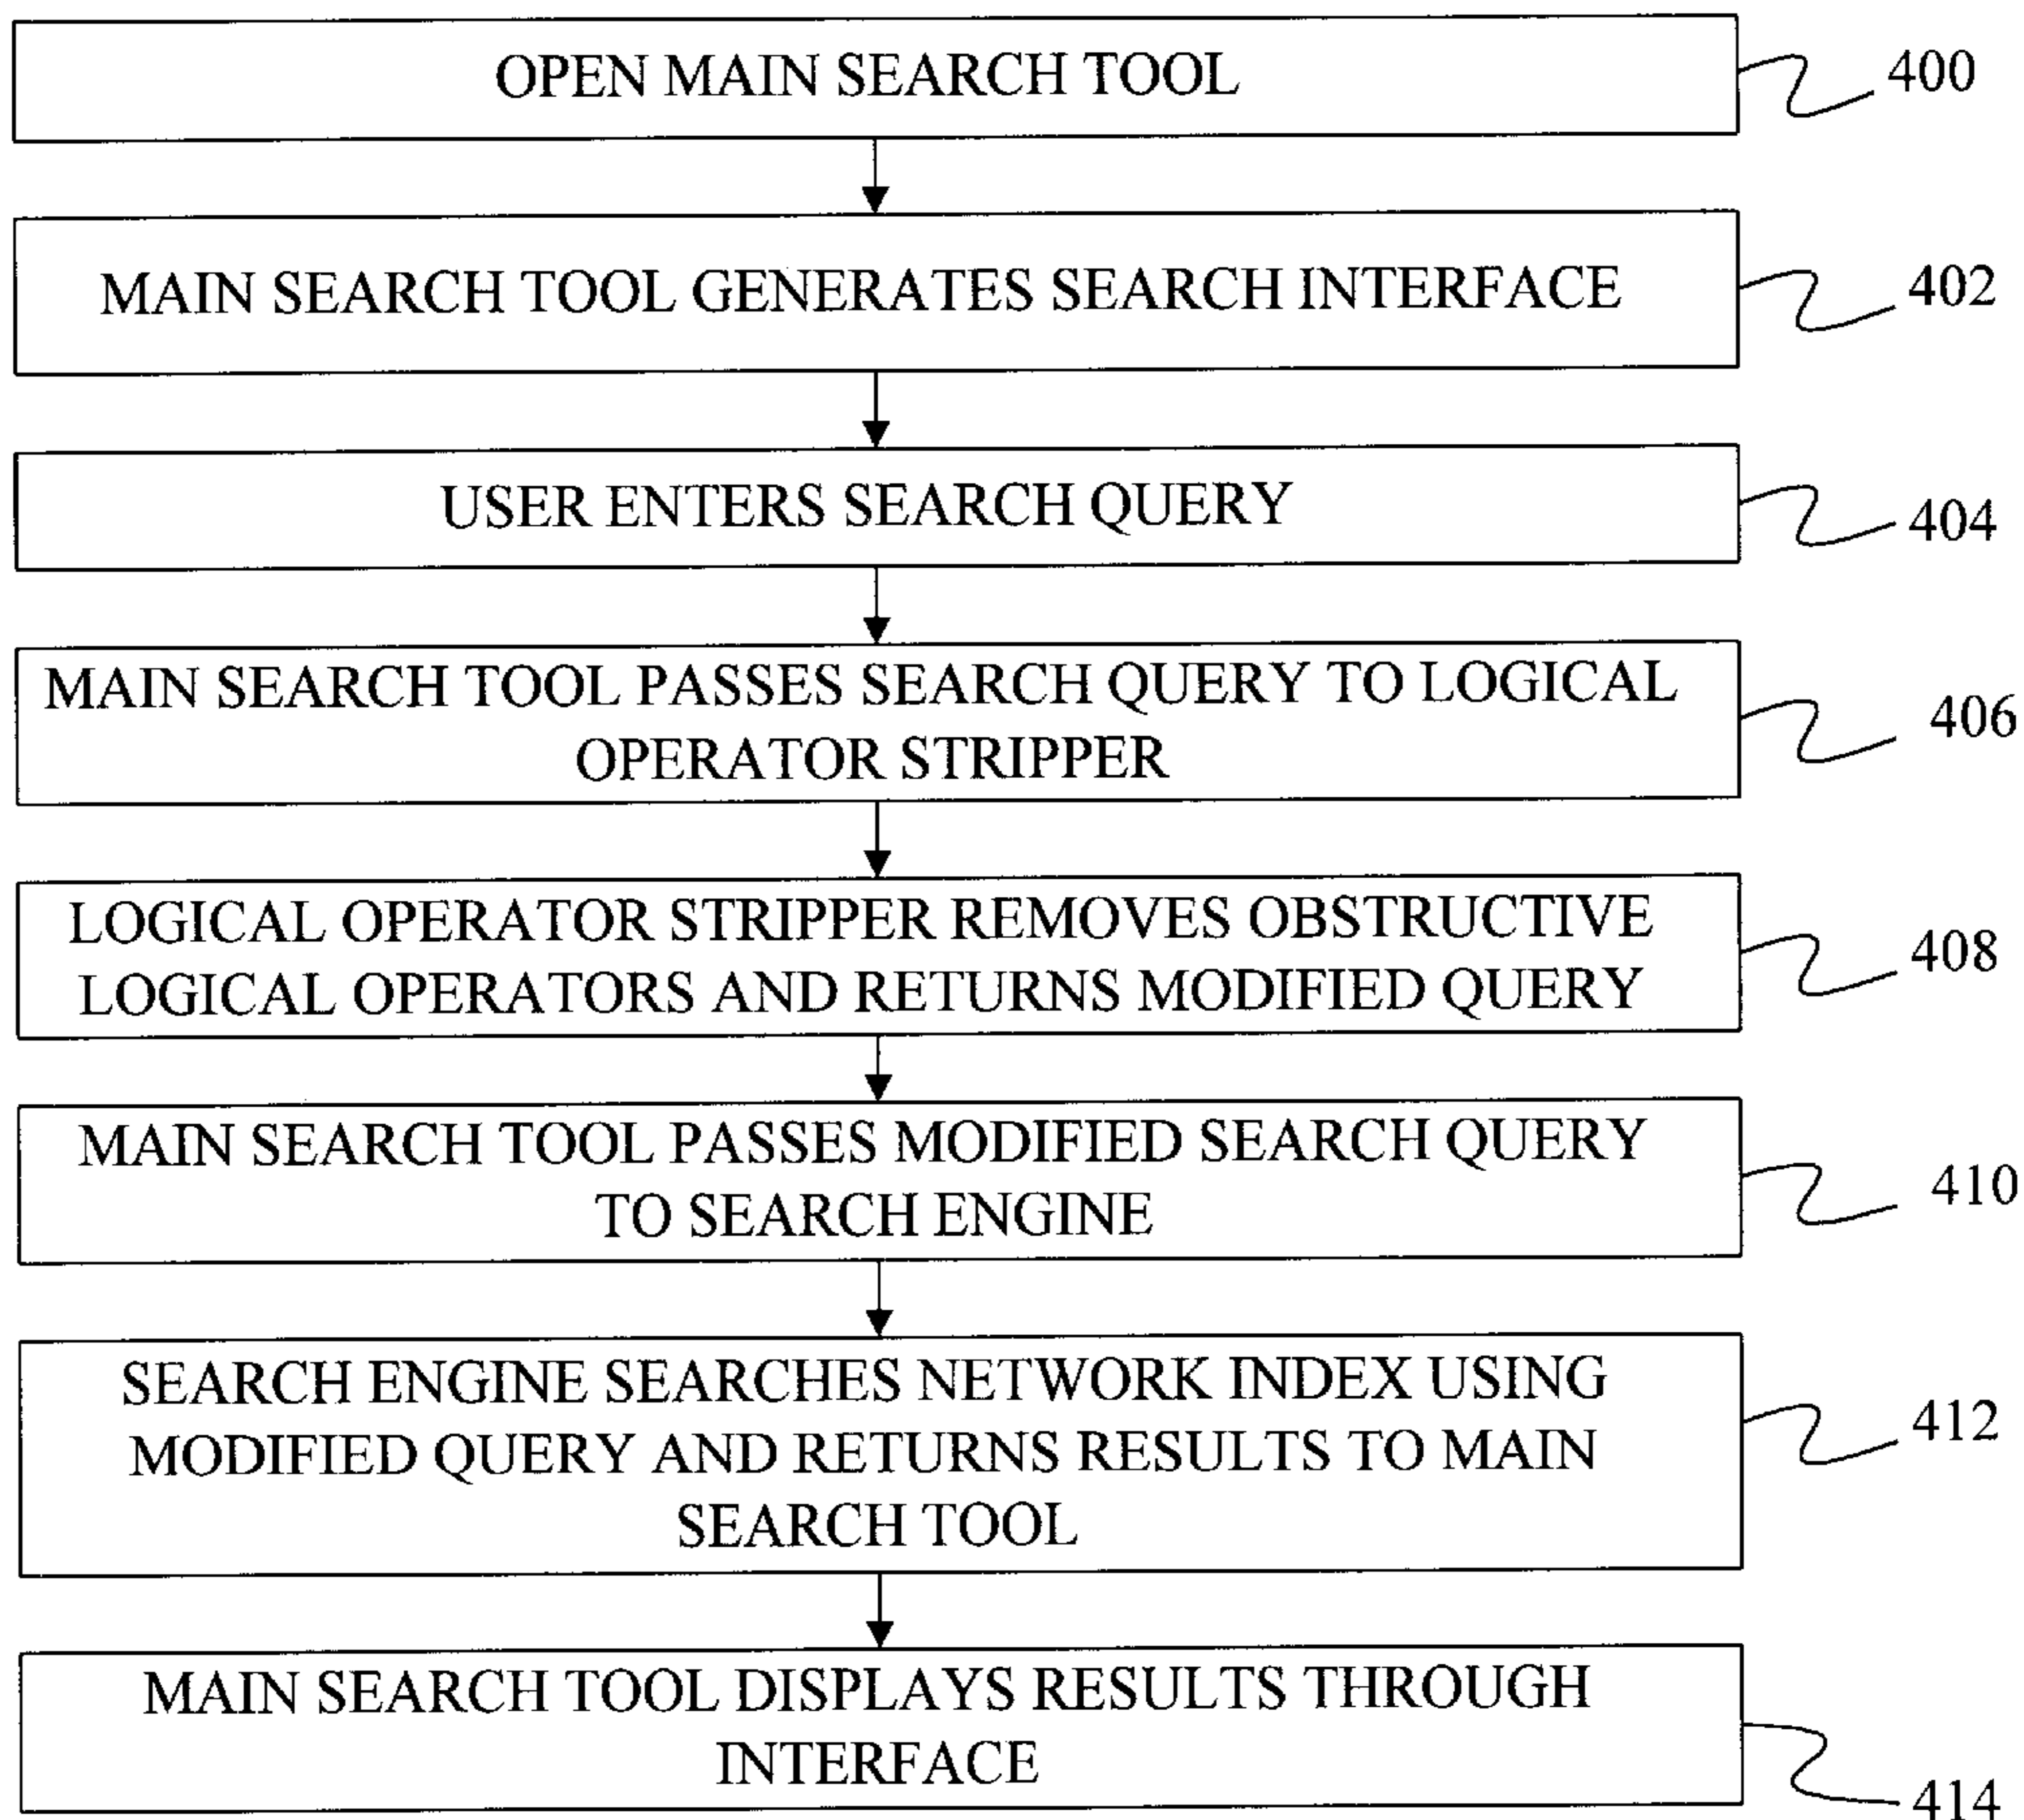 OPEN MAIN SEARCH TOOL
400
MAIN SEARCH TOOL GENERATES SEARCH INTERFACE
402
USER ENTERS SEARCH QUERY
404
MAIN SEARCH TOOL PASSES SEARCH QUERY TO LOGICAL
OPERATOR STRIPPER
406
LOGICAL OPERATOR STRIPPER REMOVES OBSTRUCTIVE
LOGICAL OPERATORS AND RETURNS MODIFIED QUERY
408
MAIN SEARCH TOOL PASSES MODIFIED SEARCH QUERY
TO SEARCH ENGINE
410
SEARCH ENGINE SEARCHES NETWORK INDEX USING
MODIFIED QUERY AND RETURNS RESULTS TO MAIN
SEARCH TOOL
412
MAIN SEARCH TOOL DISPLAYS RESULTS THROUGH
INTERFACE
414